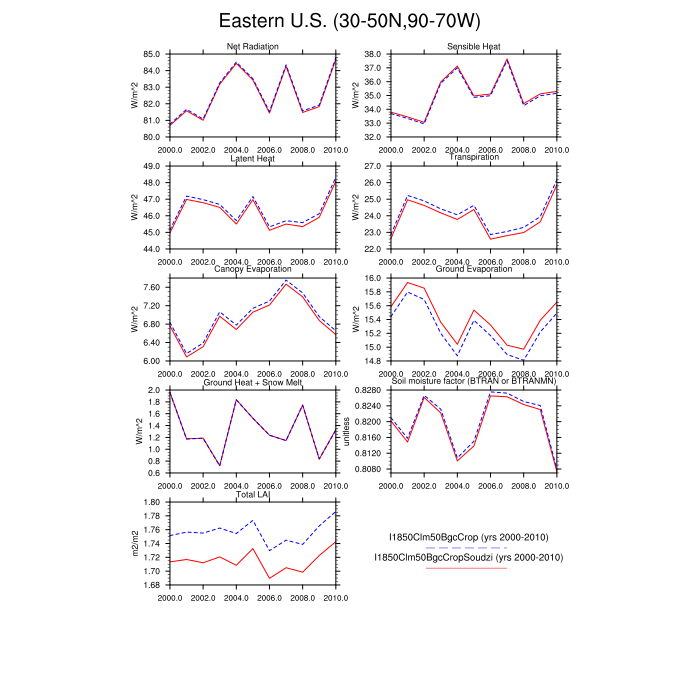 Eastern U.S. (30-50N,90-70W)
Net Radiation
W/m^2
85.0
84.0
83.0
82.0
81.0
80.0
2000.0 2002.0 2004.0 2006.0 2008.0 2010.0
Sensible Heat
W/m^2
38.0
37.0
36.0
35.0
34.0
33.0
32.0
2000.0 2002.0 2004.0 2006.0 2008.0 2010.0
Latent Heat
W/m^2
49.0
48.0
47.0
46.0
45.0
44.0
2000.0 2002.0 2004.0 2006.0 2008.0 2010.0
Transpiration
W/m^2
27.0
26.0
25.0
24.0
23.0
22.0
2000.0 2002.0 2004.0 2006.0 2008.0 2010.0
Canopy Evaporation
W/m^2
7.60
7.20
6.80
6.40
6.00
2000.0 2002.0 2004.0 2006.0 2008.0 2010.0
Ground Evaporation
W/m^2
16.0
15.8
15.6
15.4
15.2
15.0
14.8
2000.0 2002.0 2004.0 2006.0 2008.0 2010.0
Ground Heat + Snow Melt
W/m^2
2.0
1.8
1.6
1.4
1.2
1.0
0.8
0.6
2000.0 2002.0 2004.0 2006.0 2008.0 2010.0
Soil moisture factor (BTRAN or BTRANMN)
unitless
0.8280
0.8240
0.8200
0.8160
0.8120
0.8080
2000.0 2002.0 2004.0 2006.0 2008.0 2010.0
Total LAI
m2/m2
1.80
1.78
1.76
1.74
1.72
1.70
1.68
2000.0 2002.0 2004.0 2006.0 2008.0 2010.0
I1850Clm50BgcCrop (yrs 2000-2010)
I1850Clm50BgcCropSoudzi (yrs 2000-2010)